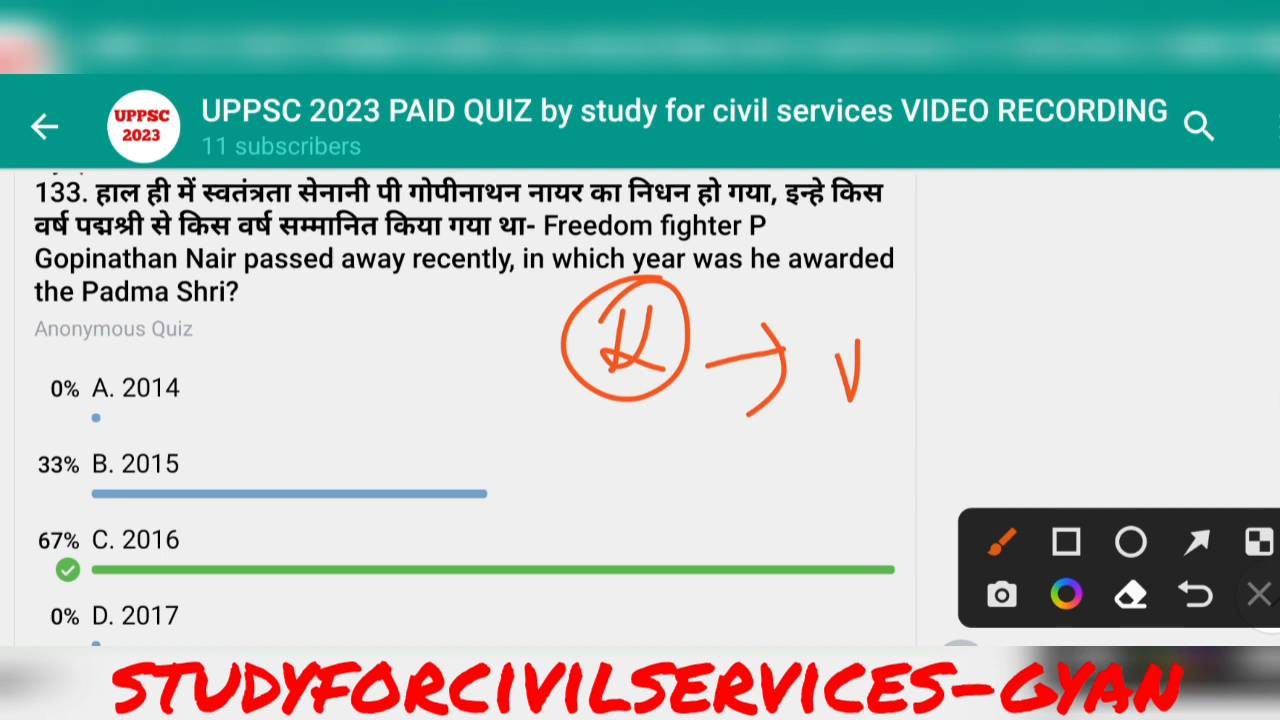 UPPSC
2023
UPPSC 2023 PAID QUIZ by study for civil services VIDEO RECORDING
11 subscribers
133. हाल ही में स्वतंत्रता सेनानी पी गोपीनाथन नायर का निधन हो गया, इन्हे किस
वर्ष पद्मश्री से किस वर्ष सम्मानित किया गया था- Freedom fighter P
Gopinathan Nair passed away recently, in which year was he awarded
the Padma Shri?
Anonymous Quiz
0% A. 2014
33% B. 2015
67% C. 2016
0% D. 2017
STUDYFORCIVILSERVICES-GYAN